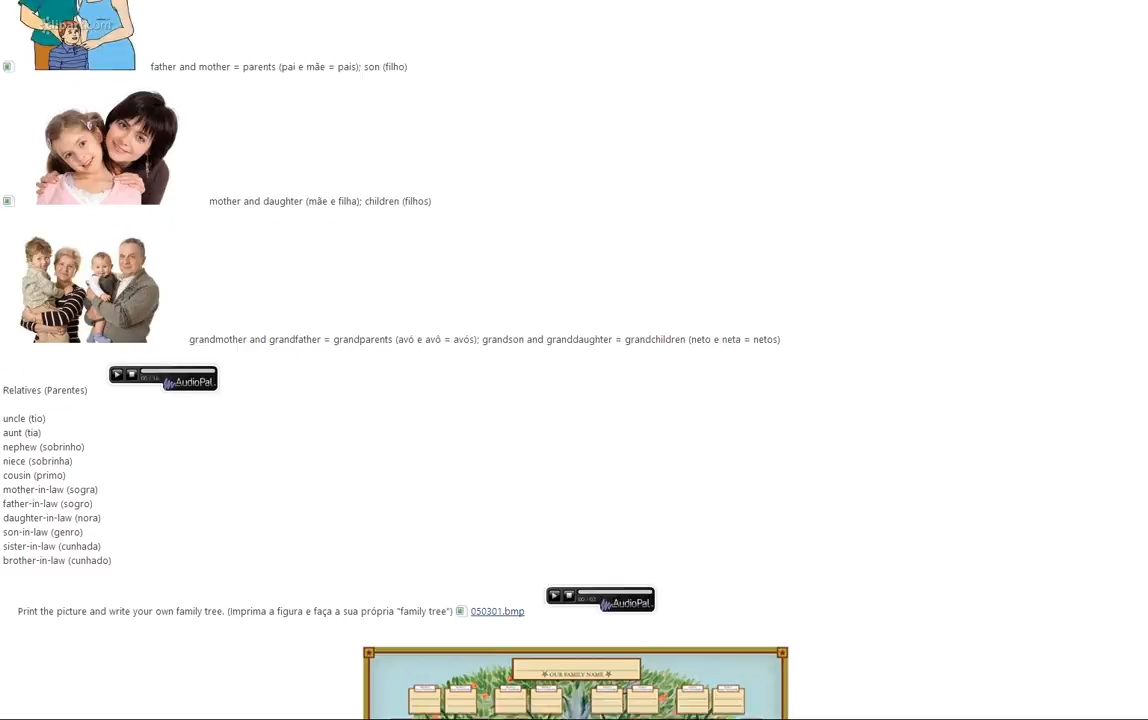 clipart.com
father and mother = parents (pai e mãe = pais); son (filho)
mother and daughter (mãe e filha); children (filhos)
grandmother and grandfather = grandparents (avó e avô = avós); grandson and granddaughter = grandchildren (neto e neta = netos)
Relatives (Parentes)
AudioPal
uncle (tio)
aunt (tia)
nephew (sobrinho)
niece (sobrinha)
cousin (primo)
mother-in-law (sogra)
father-in-law (sogro)
daughter-in-law (nora)
son-in-law (genro)
sister-in-law (cunhada)
brother-in-law (cunhado)
Print the picture and write your own family tree. (Imprima a figura e faça a sua própria "family tree") 050301.bmp
AudioPal
OUR FAMILY NAME